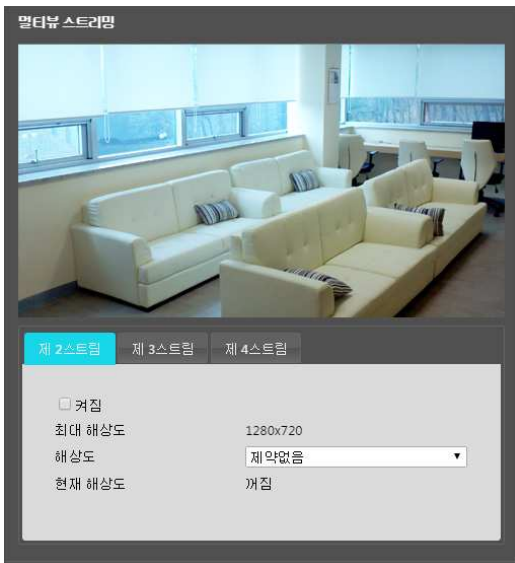 멀티뷰 스트리밍
제 2스트림 제 3스트림 제 4스트림
켜짐
최대 해상도 1280x720
해상도 제약없음
현재 해상도 꺼짐